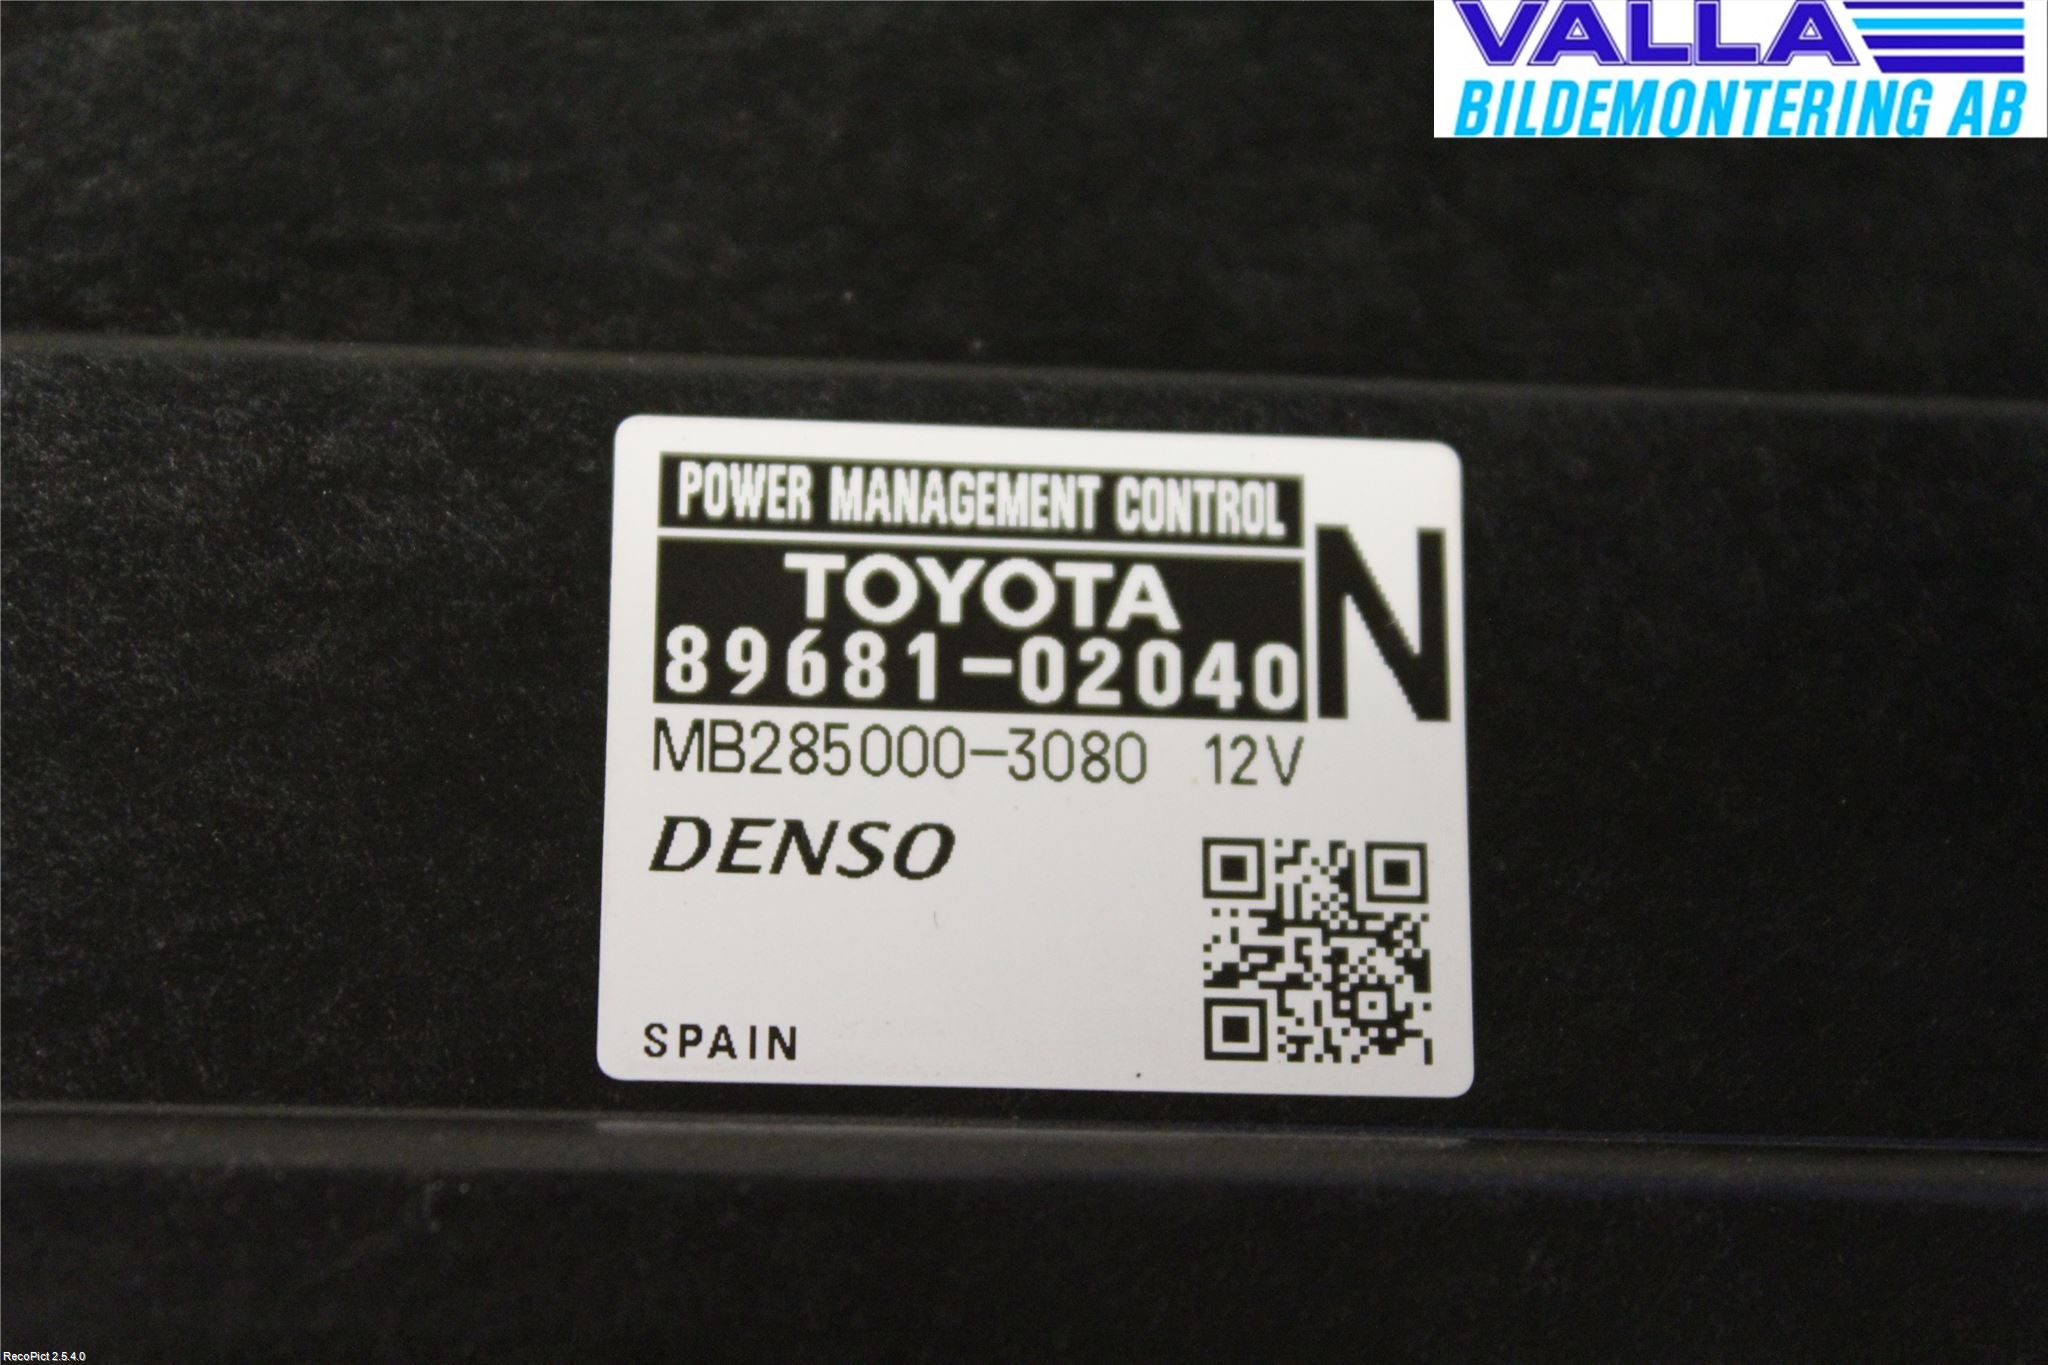 VALLA
BILDEMONTERING AB
POWER MANAGEMENT CONTROL
TOYOTA
N
89681-02040
MB285000-3080 12V
DENSO
SPAIN
RecoPict 2.5.4.0